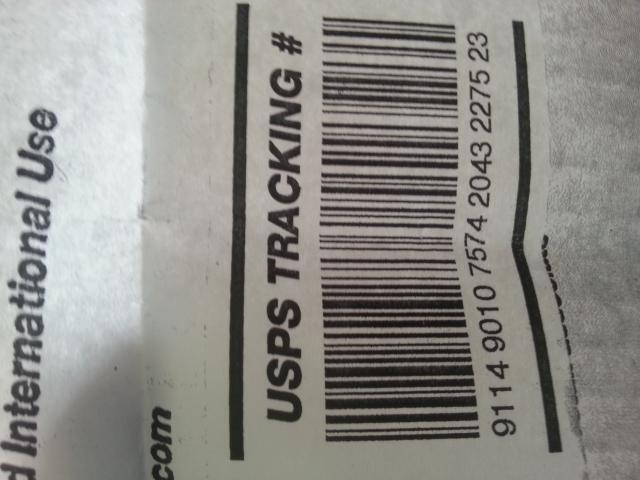 d International Use
com
USPS TRACKING #
9114 9010 7574 2043 2275 23